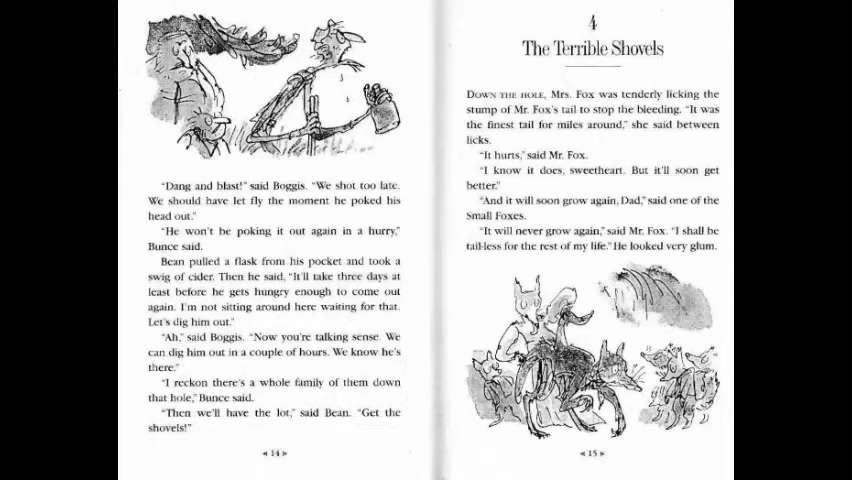 "Dang and blast!" said Boggis. "We shot too late.
We should have let fly the moment he poked his
head out."
"He won't be poking it out again in a hurry,"
Bunce said.
Bean pulled a flask from his pocket and took a
swig of cider. Then he said, "It'll take three days at
least before he gets hungry enough to come out
again. I'm not sitting around here waiting for that.
Let's dig him out."
"Ah," said Boggis. "Now you're talking sense. We
can dig him out in a couple of hours. We know he's
there."
"I reckon there's a whole family of them down
that hole," Bunce said.
"Then we'll have the lot," said Bean. "Get the
shovels!"
14
4
The Terrible Shovels
DOWN THE HOLE, Mrs. Fox was tenderly licking the
stump of Mr. Fox's tail to stop the bleeding. "It was
the finest tail for miles around," she said between
licks.
"It hurts," said Mr. Fox.
"I know it does, sweetheart. But it'll soon get
better."
"And it will soon grow again, Dad," said one of the
Small Foxes.
"It will never grow again," said Mr. Fox. "I shall be
tail-less for the rest of my life." He looked very glum.
15